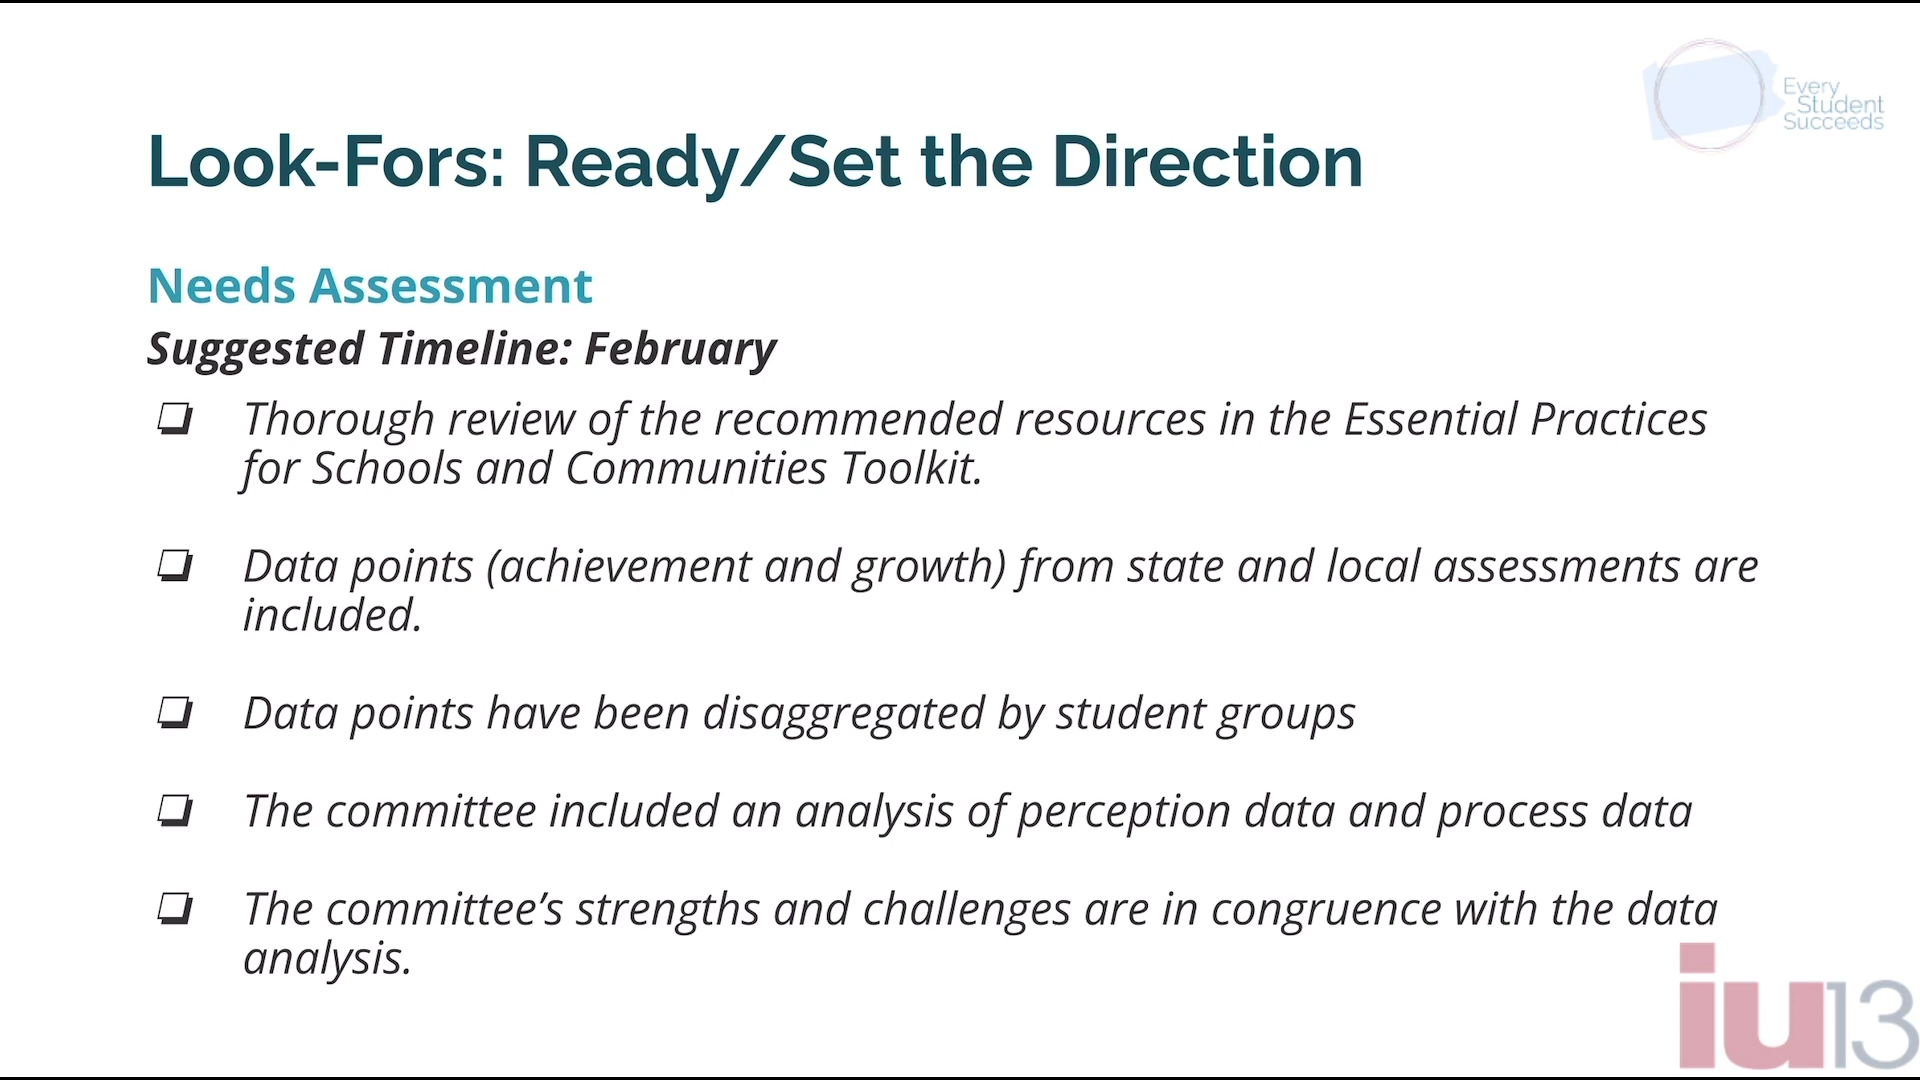 Every
Student
Succeeds
Look-Fors: Ready/Set the Direction
Needs Assessment
Suggested Timeline: February
Thorough review of the recommended resources in the Essential Practices
for Schools and Communities Toolkit.
Data points (achievement and growth) from state and local assessments are
included.
Data points have been disaggregated by student groups
The committee included an analysis of perception data and process data
The committee’s strengths and challenges are in congruence with the data
analysis.
iu13